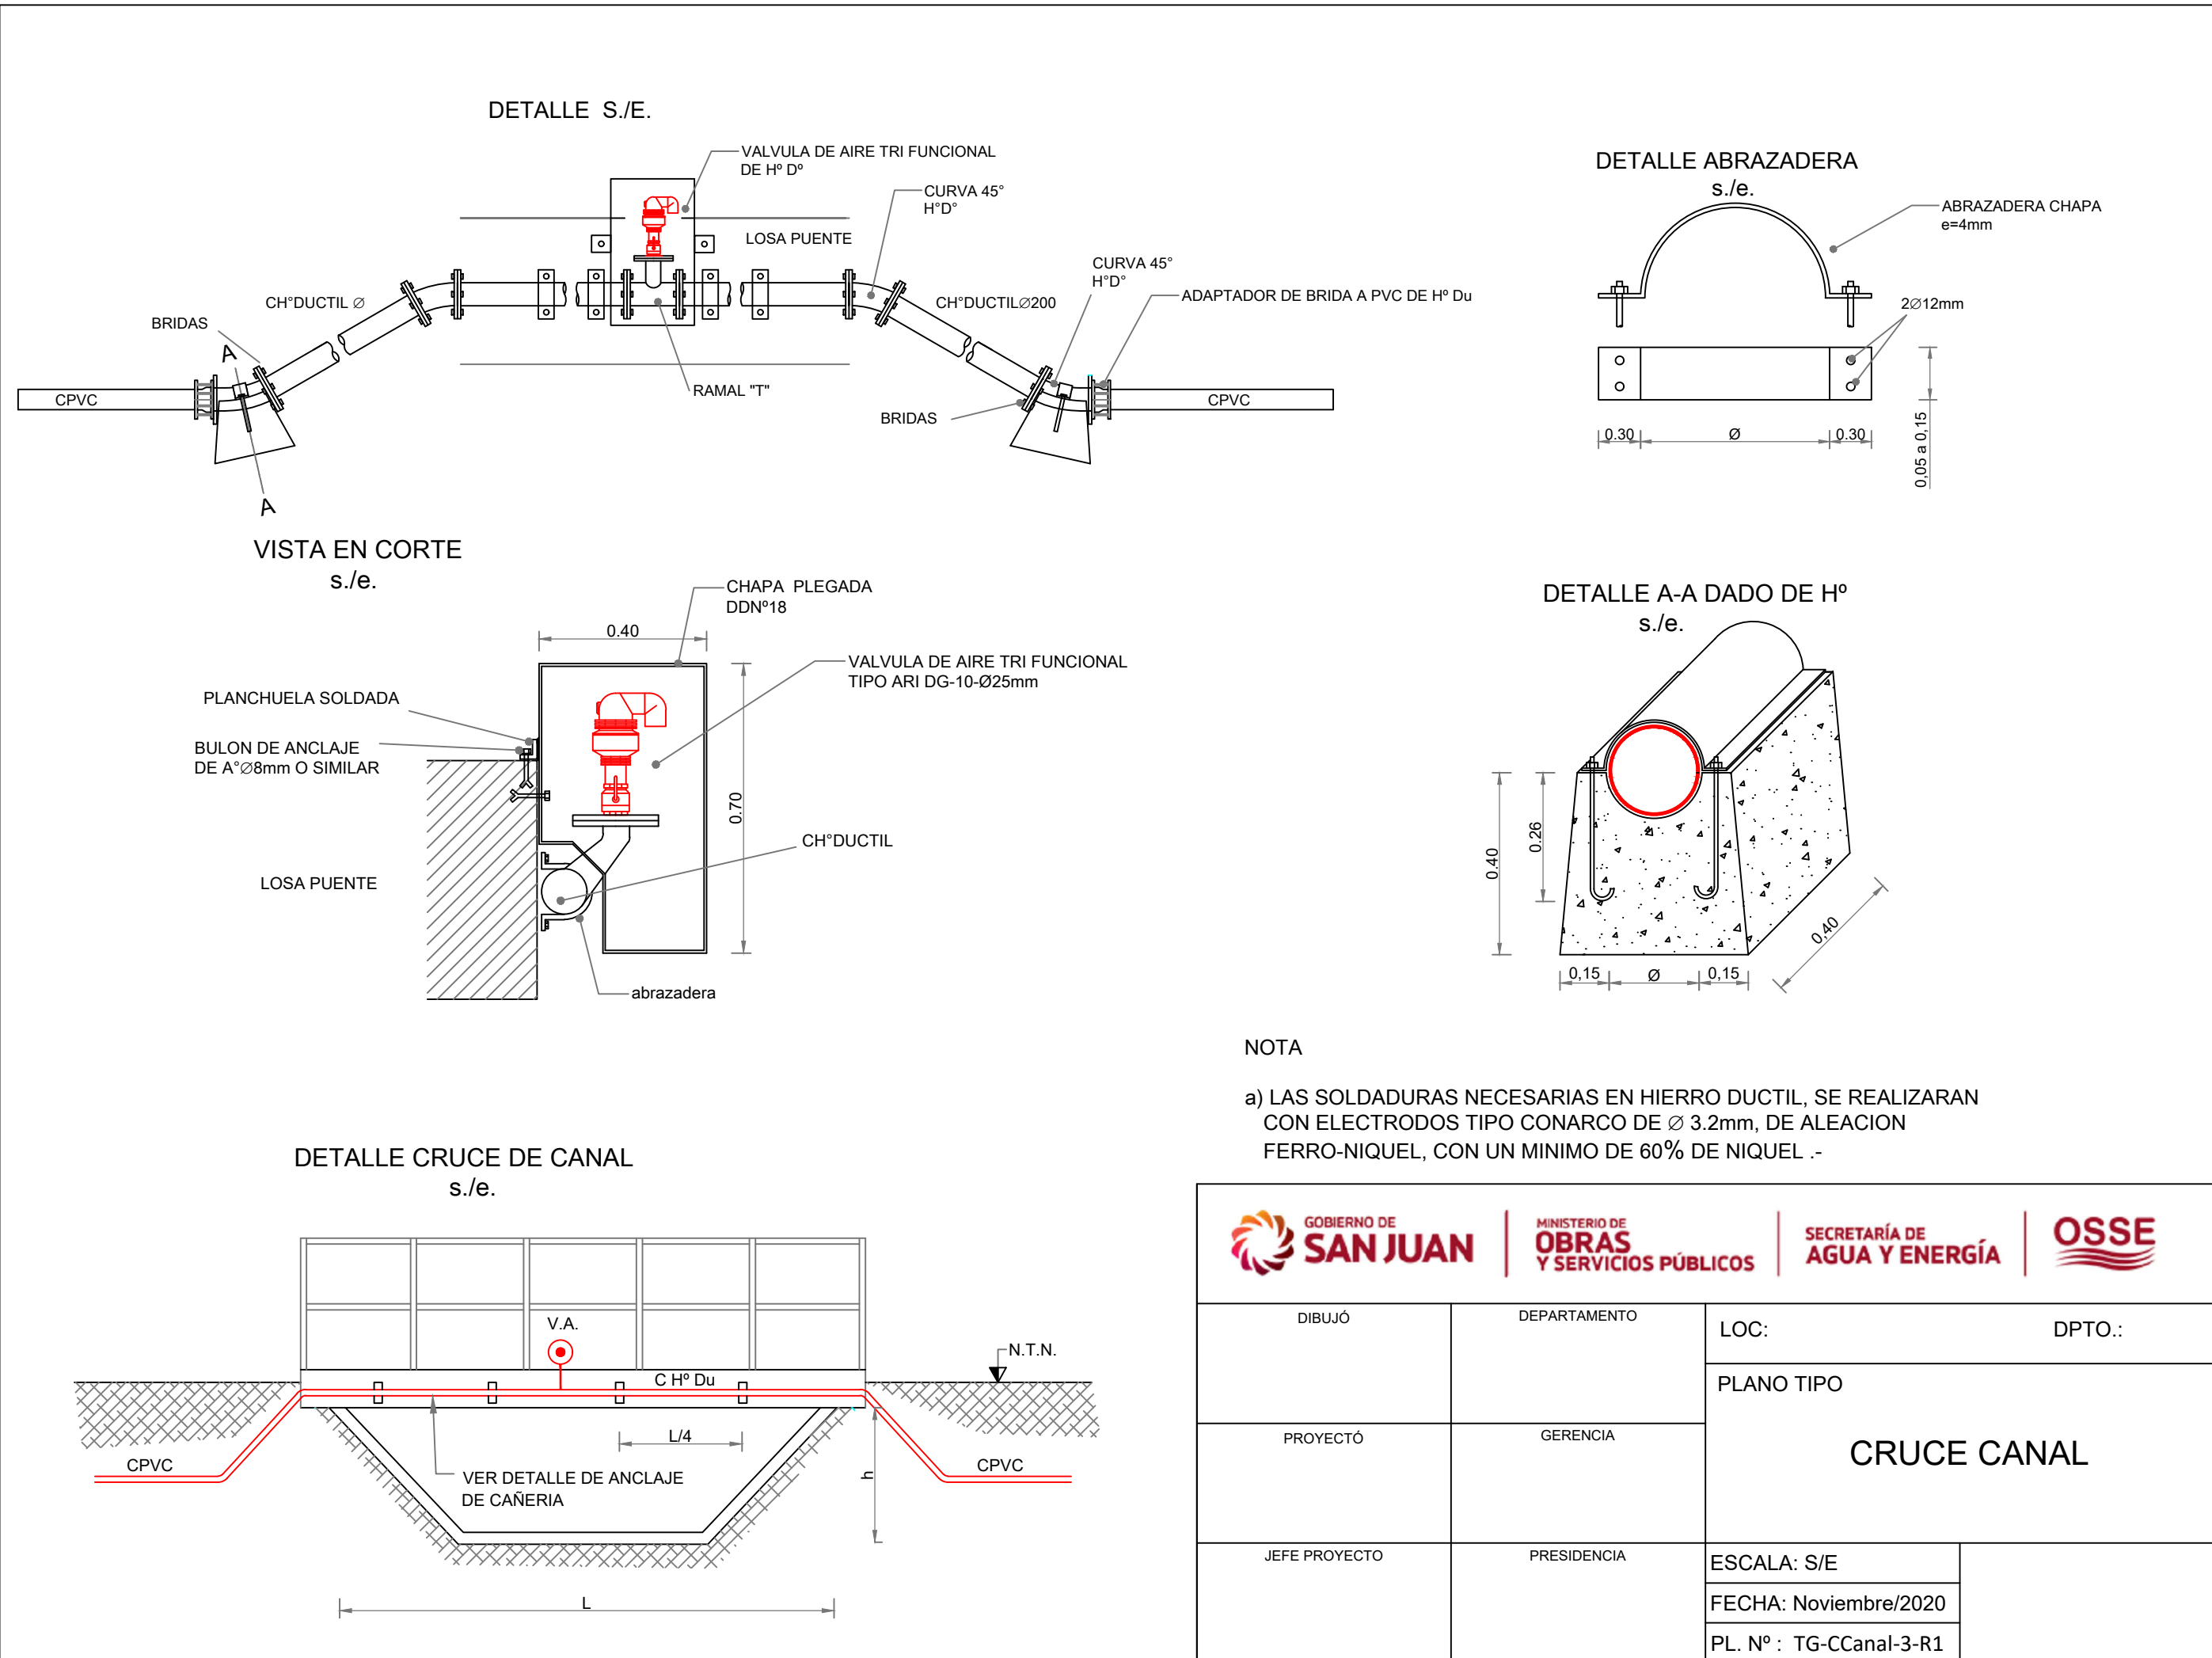 DETALLE S./E.
VALVULA DE AIRE TRI FUNCIONAL
DE Hº Dº
CURVA 45°
H°D°
LOSA PUENTE
CURVA 45°
H°D°
CH°DUCTIL Ø
CH°DUCTILØ200
ADAPTADOR DE BRIDA A PVC DE Hº Du
BRIDAS
A
RAMAL "T"
CPVC
CPVC
BRIDAS
A
DETALLE ABRAZADERA
s./e.
ABRAZADERA CHAPA
e=4mm
2Ø12mm
0.30
Ø
0.30
0,05 a 0,15
VISTA EN CORTE
s./e.
CHAPA PLEGADA
DDNº18
0.40
VALVULA DE AIRE TRI FUNCIONAL
TIPO ARI DG-10-Ø25mm
PLANCHUELA SOLDADA
BULON DE ANCLAJE
DE A°Ø8mm O SIMILAR
0.70
CH°DUCTIL
LOSA PUENTE
abrazadera
DETALLE A-A DADO DE Hº
s./e.
0.40
0.26
0,40
0,15
Ø
0,15
NOTA
a) LAS SOLDADURAS NECESARIAS EN HIERRO DUCTIL, SE REALIZARAN
CON ELECTRODOS TIPO CONARCO DE Ø 3.2mm, DE ALEACION
FERRO-NIQUEL, CON UN MINIMO DE 60% DE NIQUEL .-
DETALLE CRUCE DE CANAL
s./e.
V.A.
N.T.N.
C Hº Du
L/4
CPVC
CPVC
VER DETALLE DE ANCLAJE
DE CAÑERIA
h
L
GOBIERNO DE
SAN JUAN
MINISTERIO DE
OBRAS
Y SERVICIOS PÚBLICOS
SECRETARÍA DE
AGUA Y ENERGÍA
OSSE
DIBUJÓ
DEPARTAMENTO
LOC:
DPTO.:
PLANO TIPO
CRUCE CANAL
PROYECTÓ
GERENCIA
JEFE PROYECTO
PRESIDENCIA
ESCALA: S/E
FECHA: Noviembre/2020
PL. Nº : TG-CCanal-3-R1